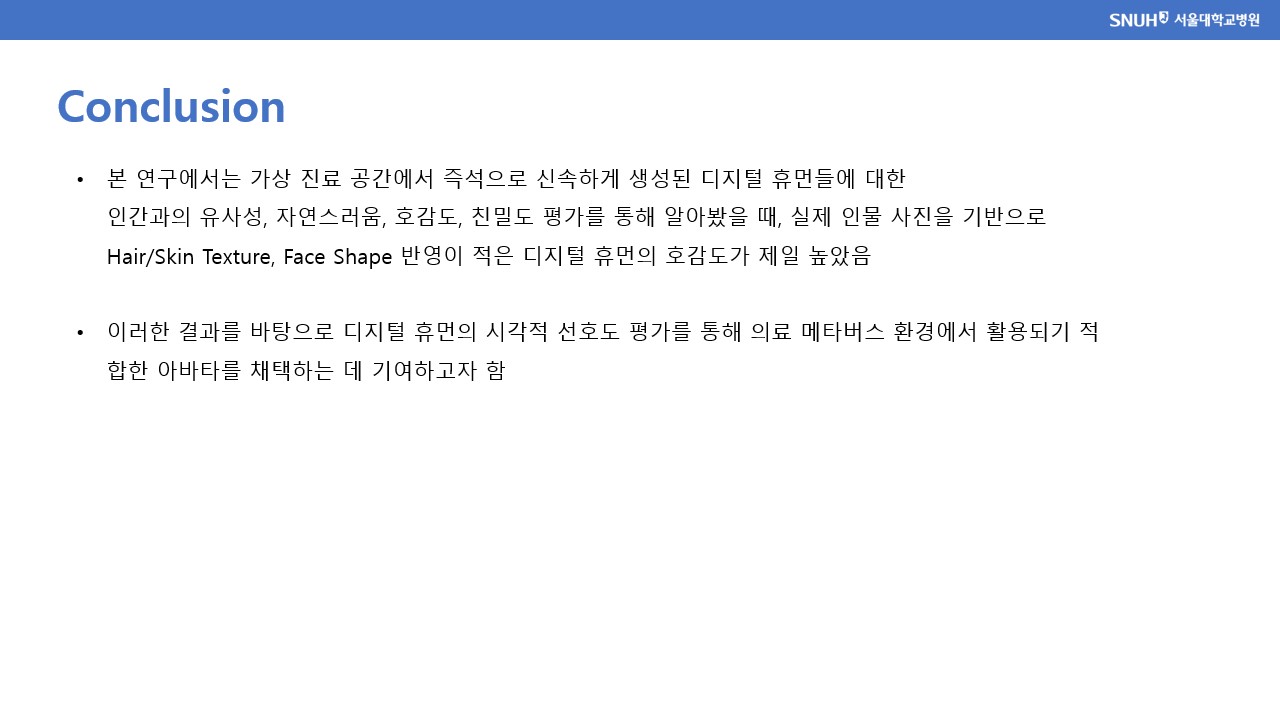 SNUH 서울대학교병원
Conclusion
• 본 연구에서는 가상 진료 공간에서 즉석으로 신속하게 생성된 디지털 휴먼들에 대한
인간과의 유사성, 자연스러움, 호감도, 친밀도 평가를 통해 알아봤을 때, 실제 인물 사진을 기반으로
Hair/Skin Texture, Face Shape 반영이 적은 디지털 휴먼의 호감도가 제일 높았음
• 이러한 결과를 바탕으로 디지털 휴먼의 시각적 선호도 평가를 통해 의료 메타버스 환경에서 활용되기 적
합한 아바타를 채택하는 데 기여하고자 함